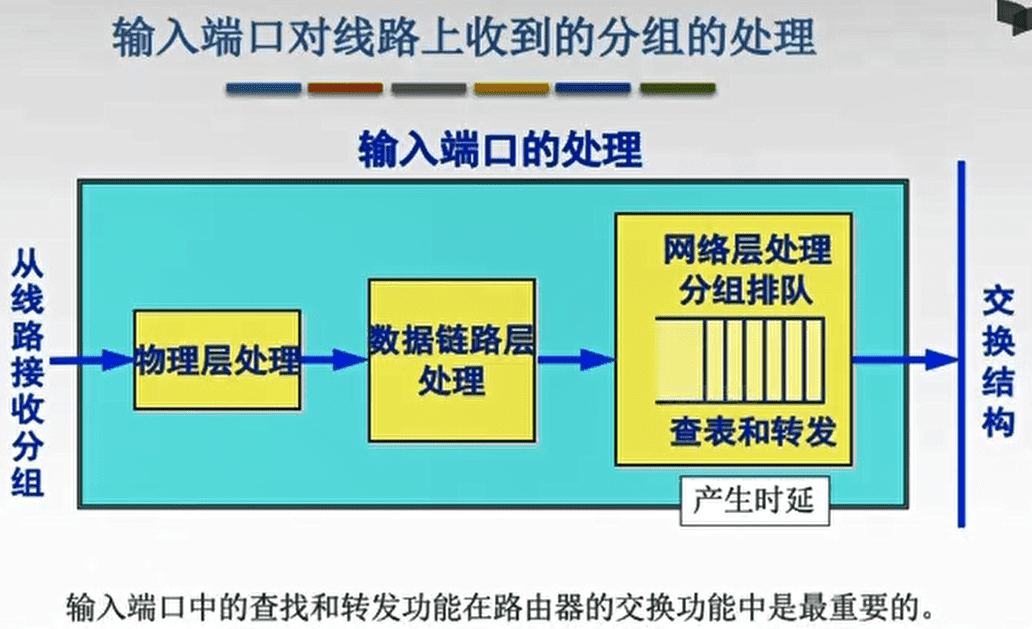 输入端口对线路上收到的分组的处理
输入端口的处理
从线路接收分组
物理层处理
数据链路层
处理
网络层处理
分组排队
查表和转发
产生时延
交换结构
输入端口中的查找和转发功能在路由器的交换功能中是最重要的。